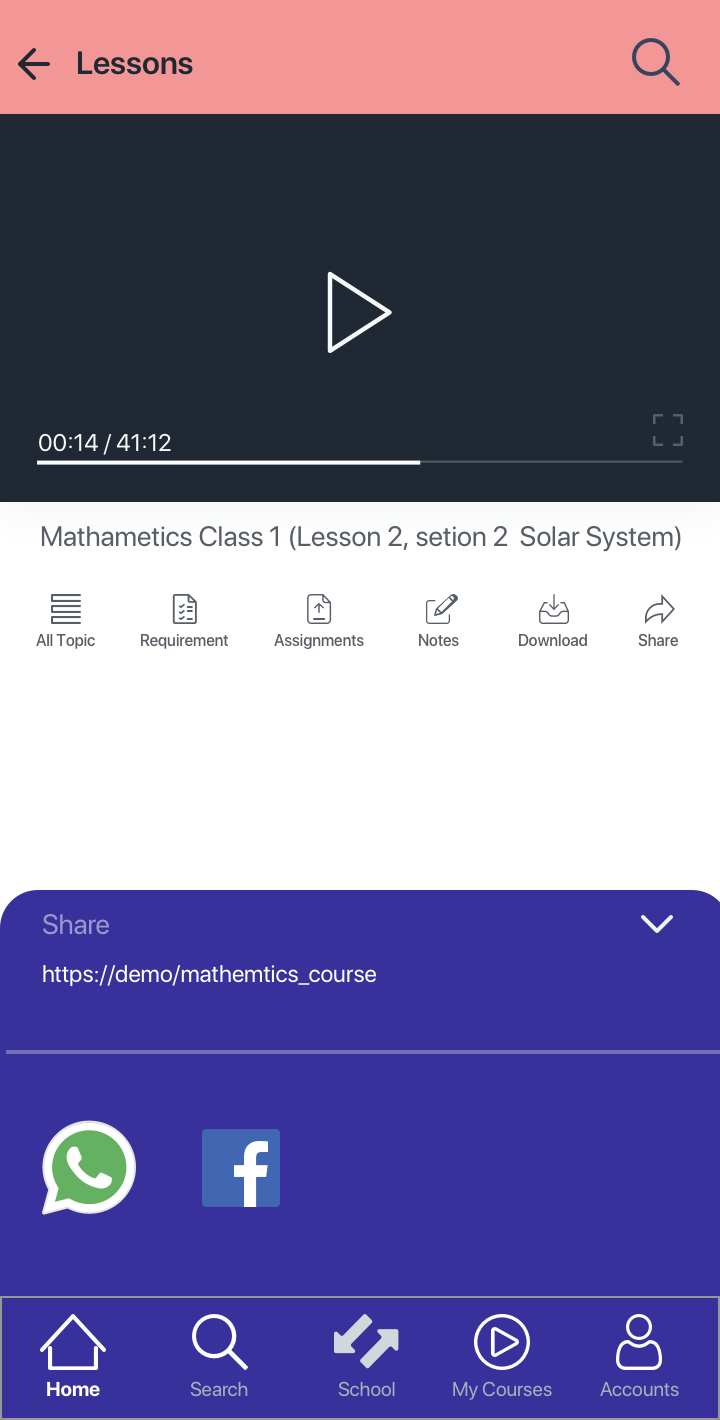 Lessons
00:14 / 41:12
Mathametics Class 1 (Lesson 2, setion 2  Solar System)
All Topic
Requirement
Assignments
Notes
Download
Share
Share
https://demo/mathemtics_course
Home
Search
School
My Courses
Accounts